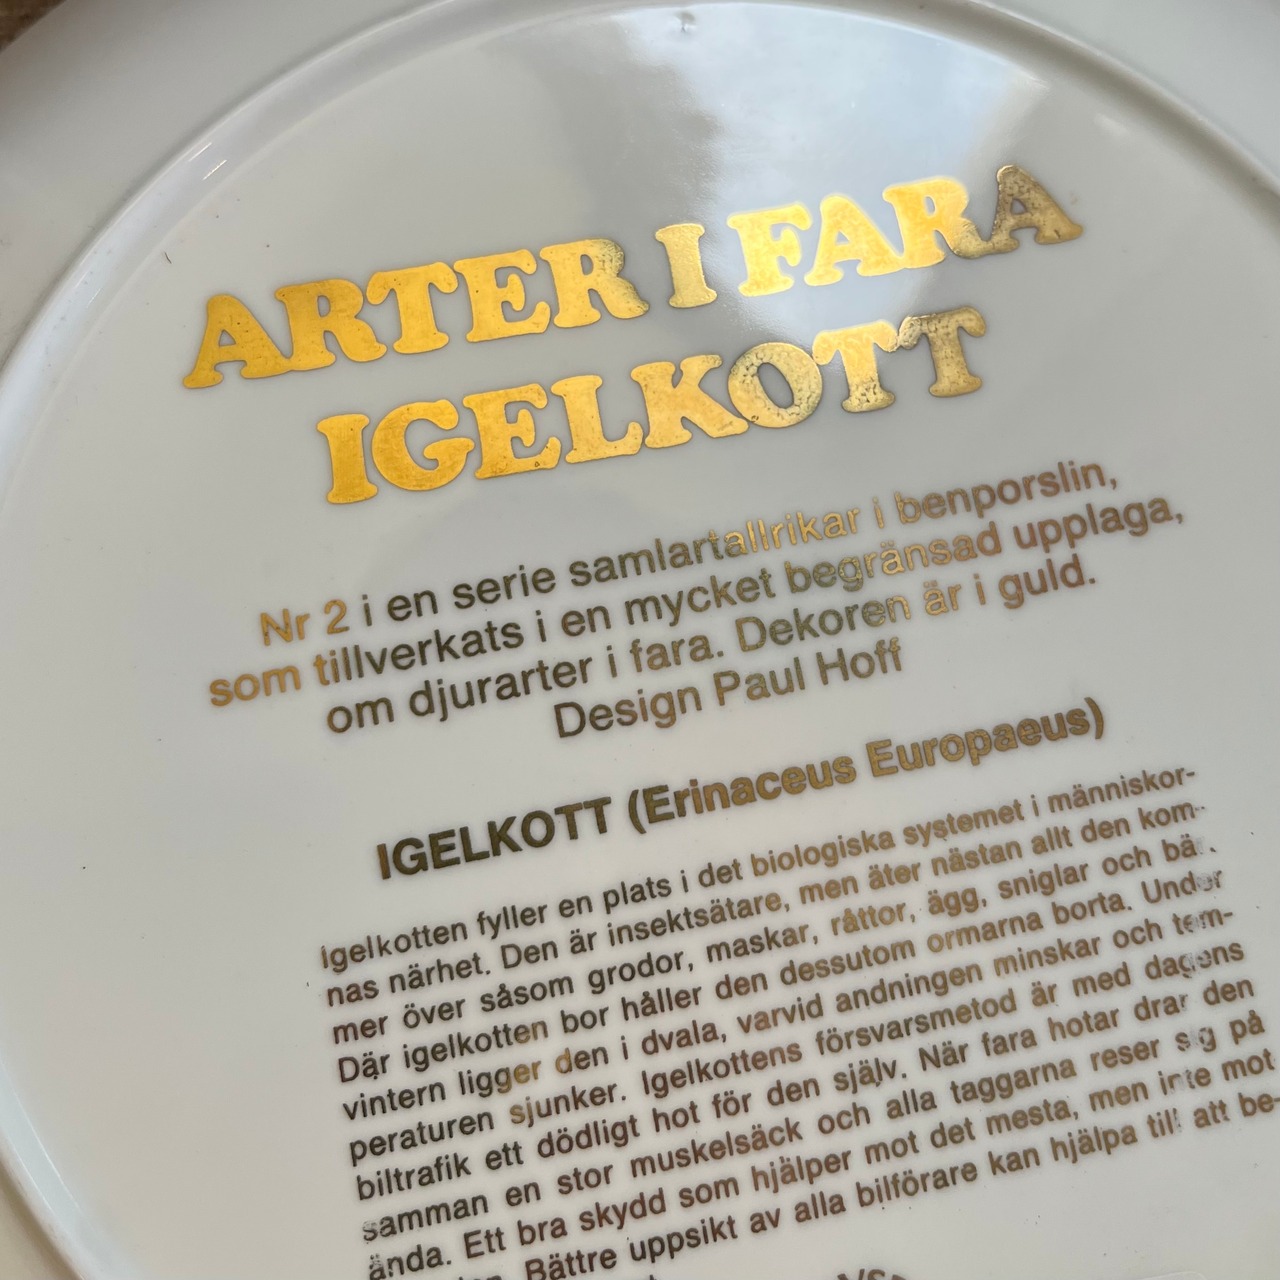 ARTER I FARA
IGELKOTT
Nr 2 i en serie samlartallrikar i benporslin,
som tillverkats i en mycket begränsad upplaga,
om djurarter i fara. Dekoren är i guld.
Design Paul Hoff
IGELKOTT (Erinaceus Europaeus)
Igelkotten fyller en plats i det biologiska systemet i människor-
nas närhet. Den är insektsätare, men äter nästan allt den kom-
mer över såsom grodor, maskar, råttor, ägg, sniglar och
Där igelkotten bor håller den dessutom ormarna borta. Under
vintern ligger den i dvala, varvid andningen minskar och tem-
peraturen sjunker. Igelkottens försvarsmetod är med dagens
biltrafik ett dödligt hot för den själv. När fara hotar drar den
samman en stor muskelsäck och alla taggarna reser sig på
ända. Ett bra skydd som hjälper mot det mesta, men inte mot
Bättre uppsikt av alla bilförare kan hjälpa till att be-